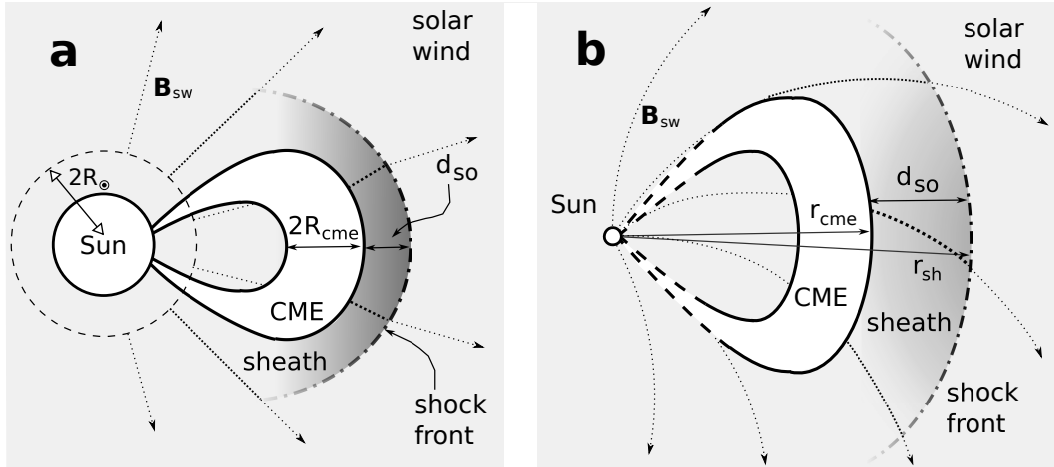 a
solar
wind
B_sw
2R_☉
d_so
Sun
2R_cme
CME
sheath
shock
front
b
solar
wind
B_sw
Sun
d_so
r_cme
r_sh
CME
sheath
shock
front